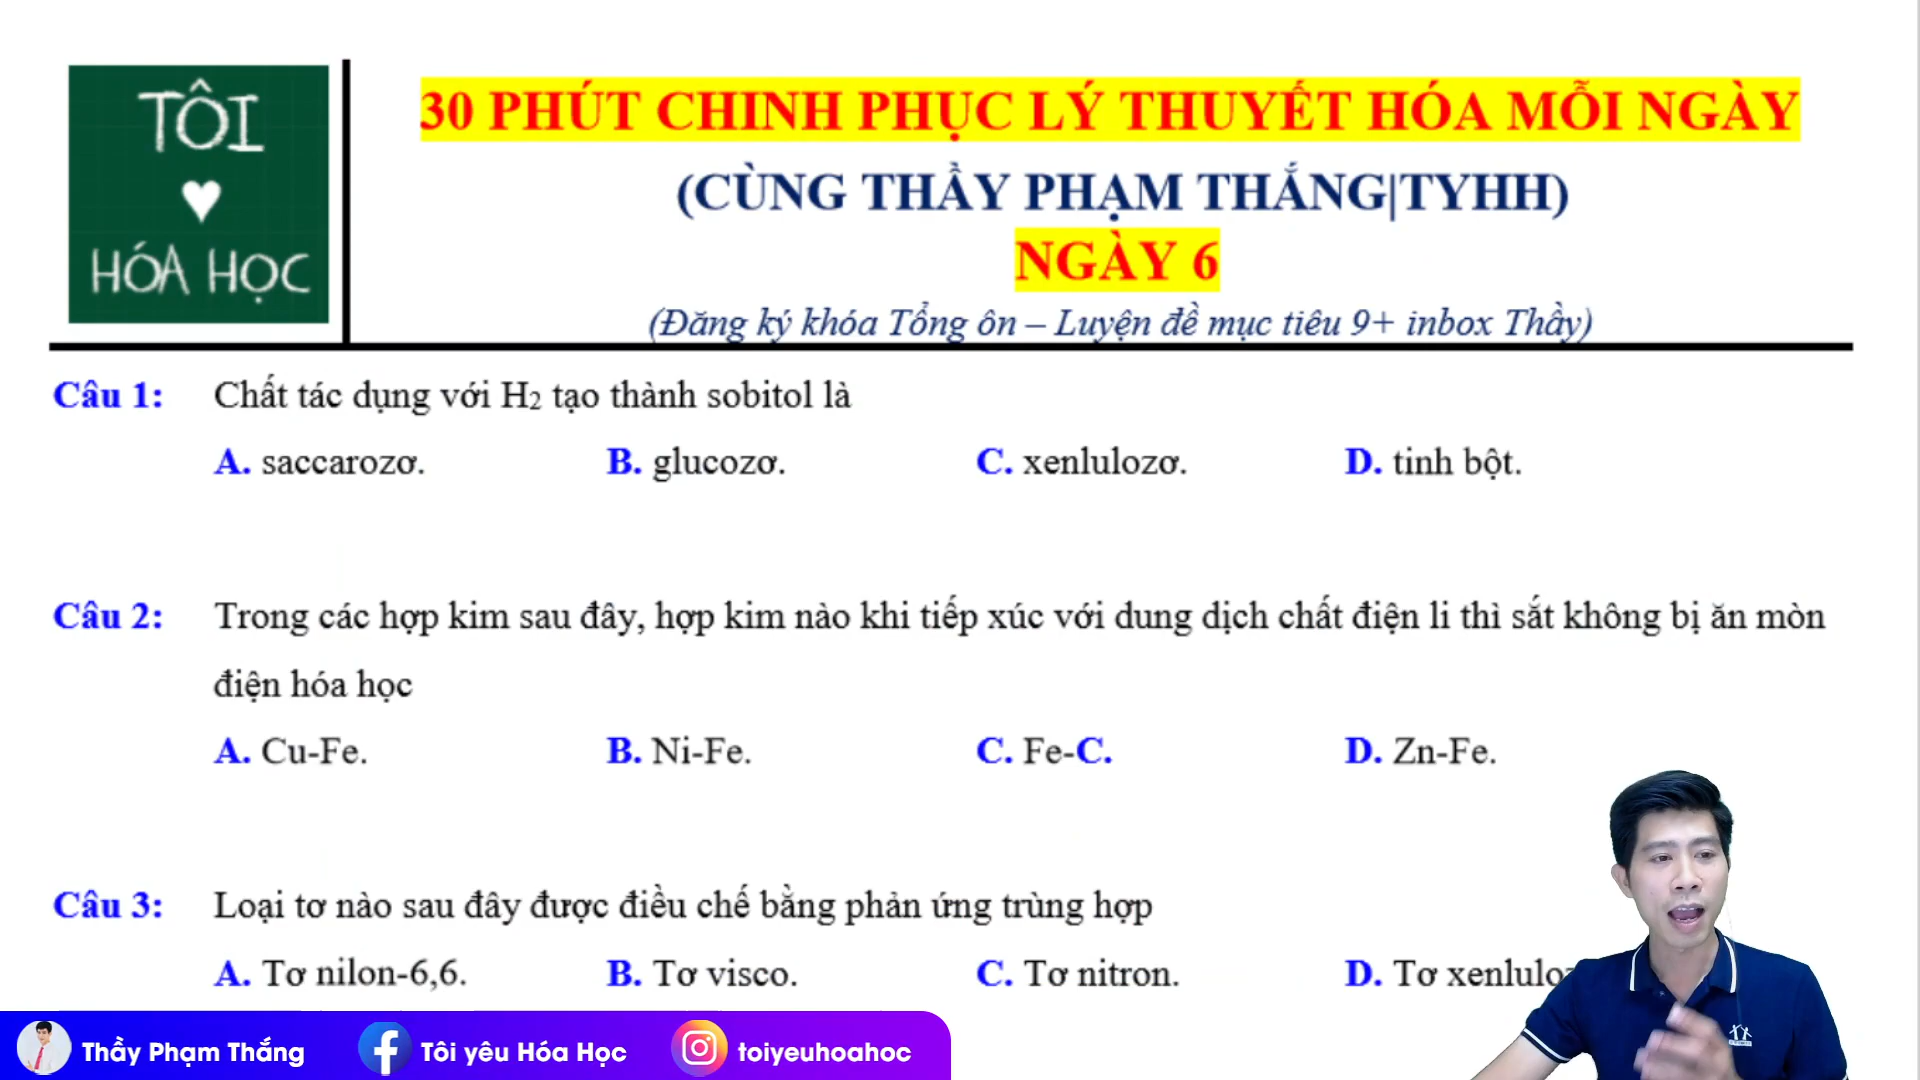 TÔI
HÓA HỌC
30 PHÚT CHINH PHỤC LÝ THUYẾT HÓA MỖI NGÀY
(CÙNG THẦY PHẠM THẮNG|TYHH)
NGÀY 6
(Đăng ký khóa Tổng ôn – Luyện đề mục tiêu 9+ inbox Thầy)
Câu 1: Chất tác dụng với H₂ tạo thành sobitol là
A. saccarozơ. B. glucozơ. C. xenlulozơ. D. tinh bột.
Câu 2: Trong các hợp kim sau đây, hợp kim nào khi tiếp xúc với dung dịch chất điện li thì sắt không bị ăn mòn
điện hóa học
A. Cu-Fe. B. Ni-Fe. C. Fe-C. D. Zn-Fe.
Câu 3: Loại tơ nào sau đây được điều chế bằng phản ứng trùng hợp
A. Tơ nilon-6,6. B. Tơ visco. C. Tơ nitron. D. Tơ
Thầy Phạm Thắng Tôi yêu Hóa Học toiyeuhoahoc